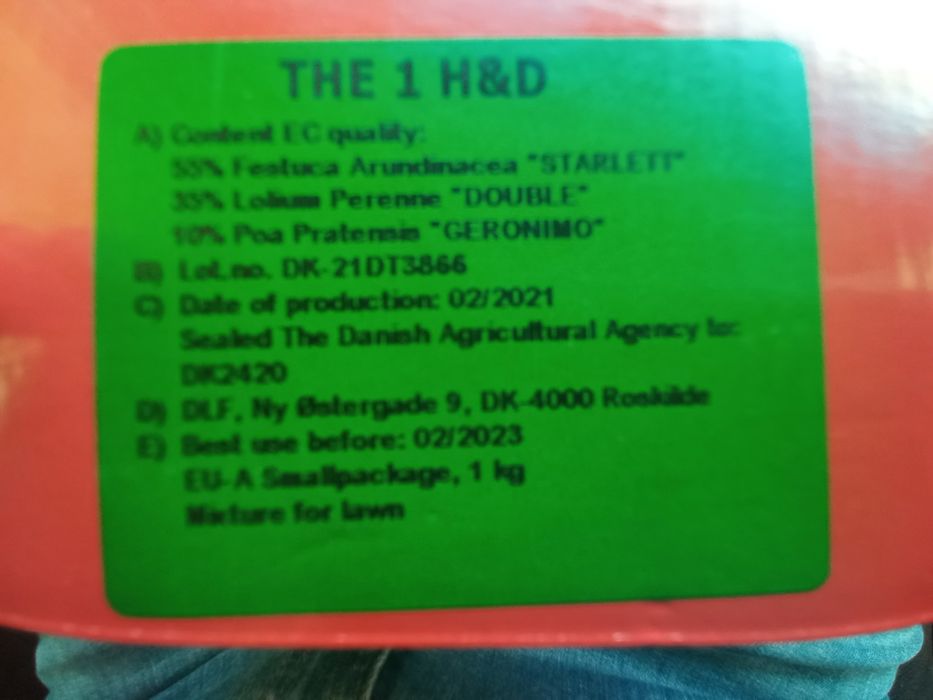 THE 1 H&D
A) Content EC quality:
55% Festuca Arundinacea "STARLETT"
35% Lolium Perenne "DOUBLE"
10% Poa Pratensis "GERONIMO"
B) Lot.no. DK-21DT3866
C) Date of production: 02/2021
Sealed The Danish Agricultural Agency
DK2420
D) DLF, Ny Østergade 9, DK-4000 Roskilde
E) Best use before: 02/2023
EU-A Smallpackage, 1 kg
Mixture for lawn